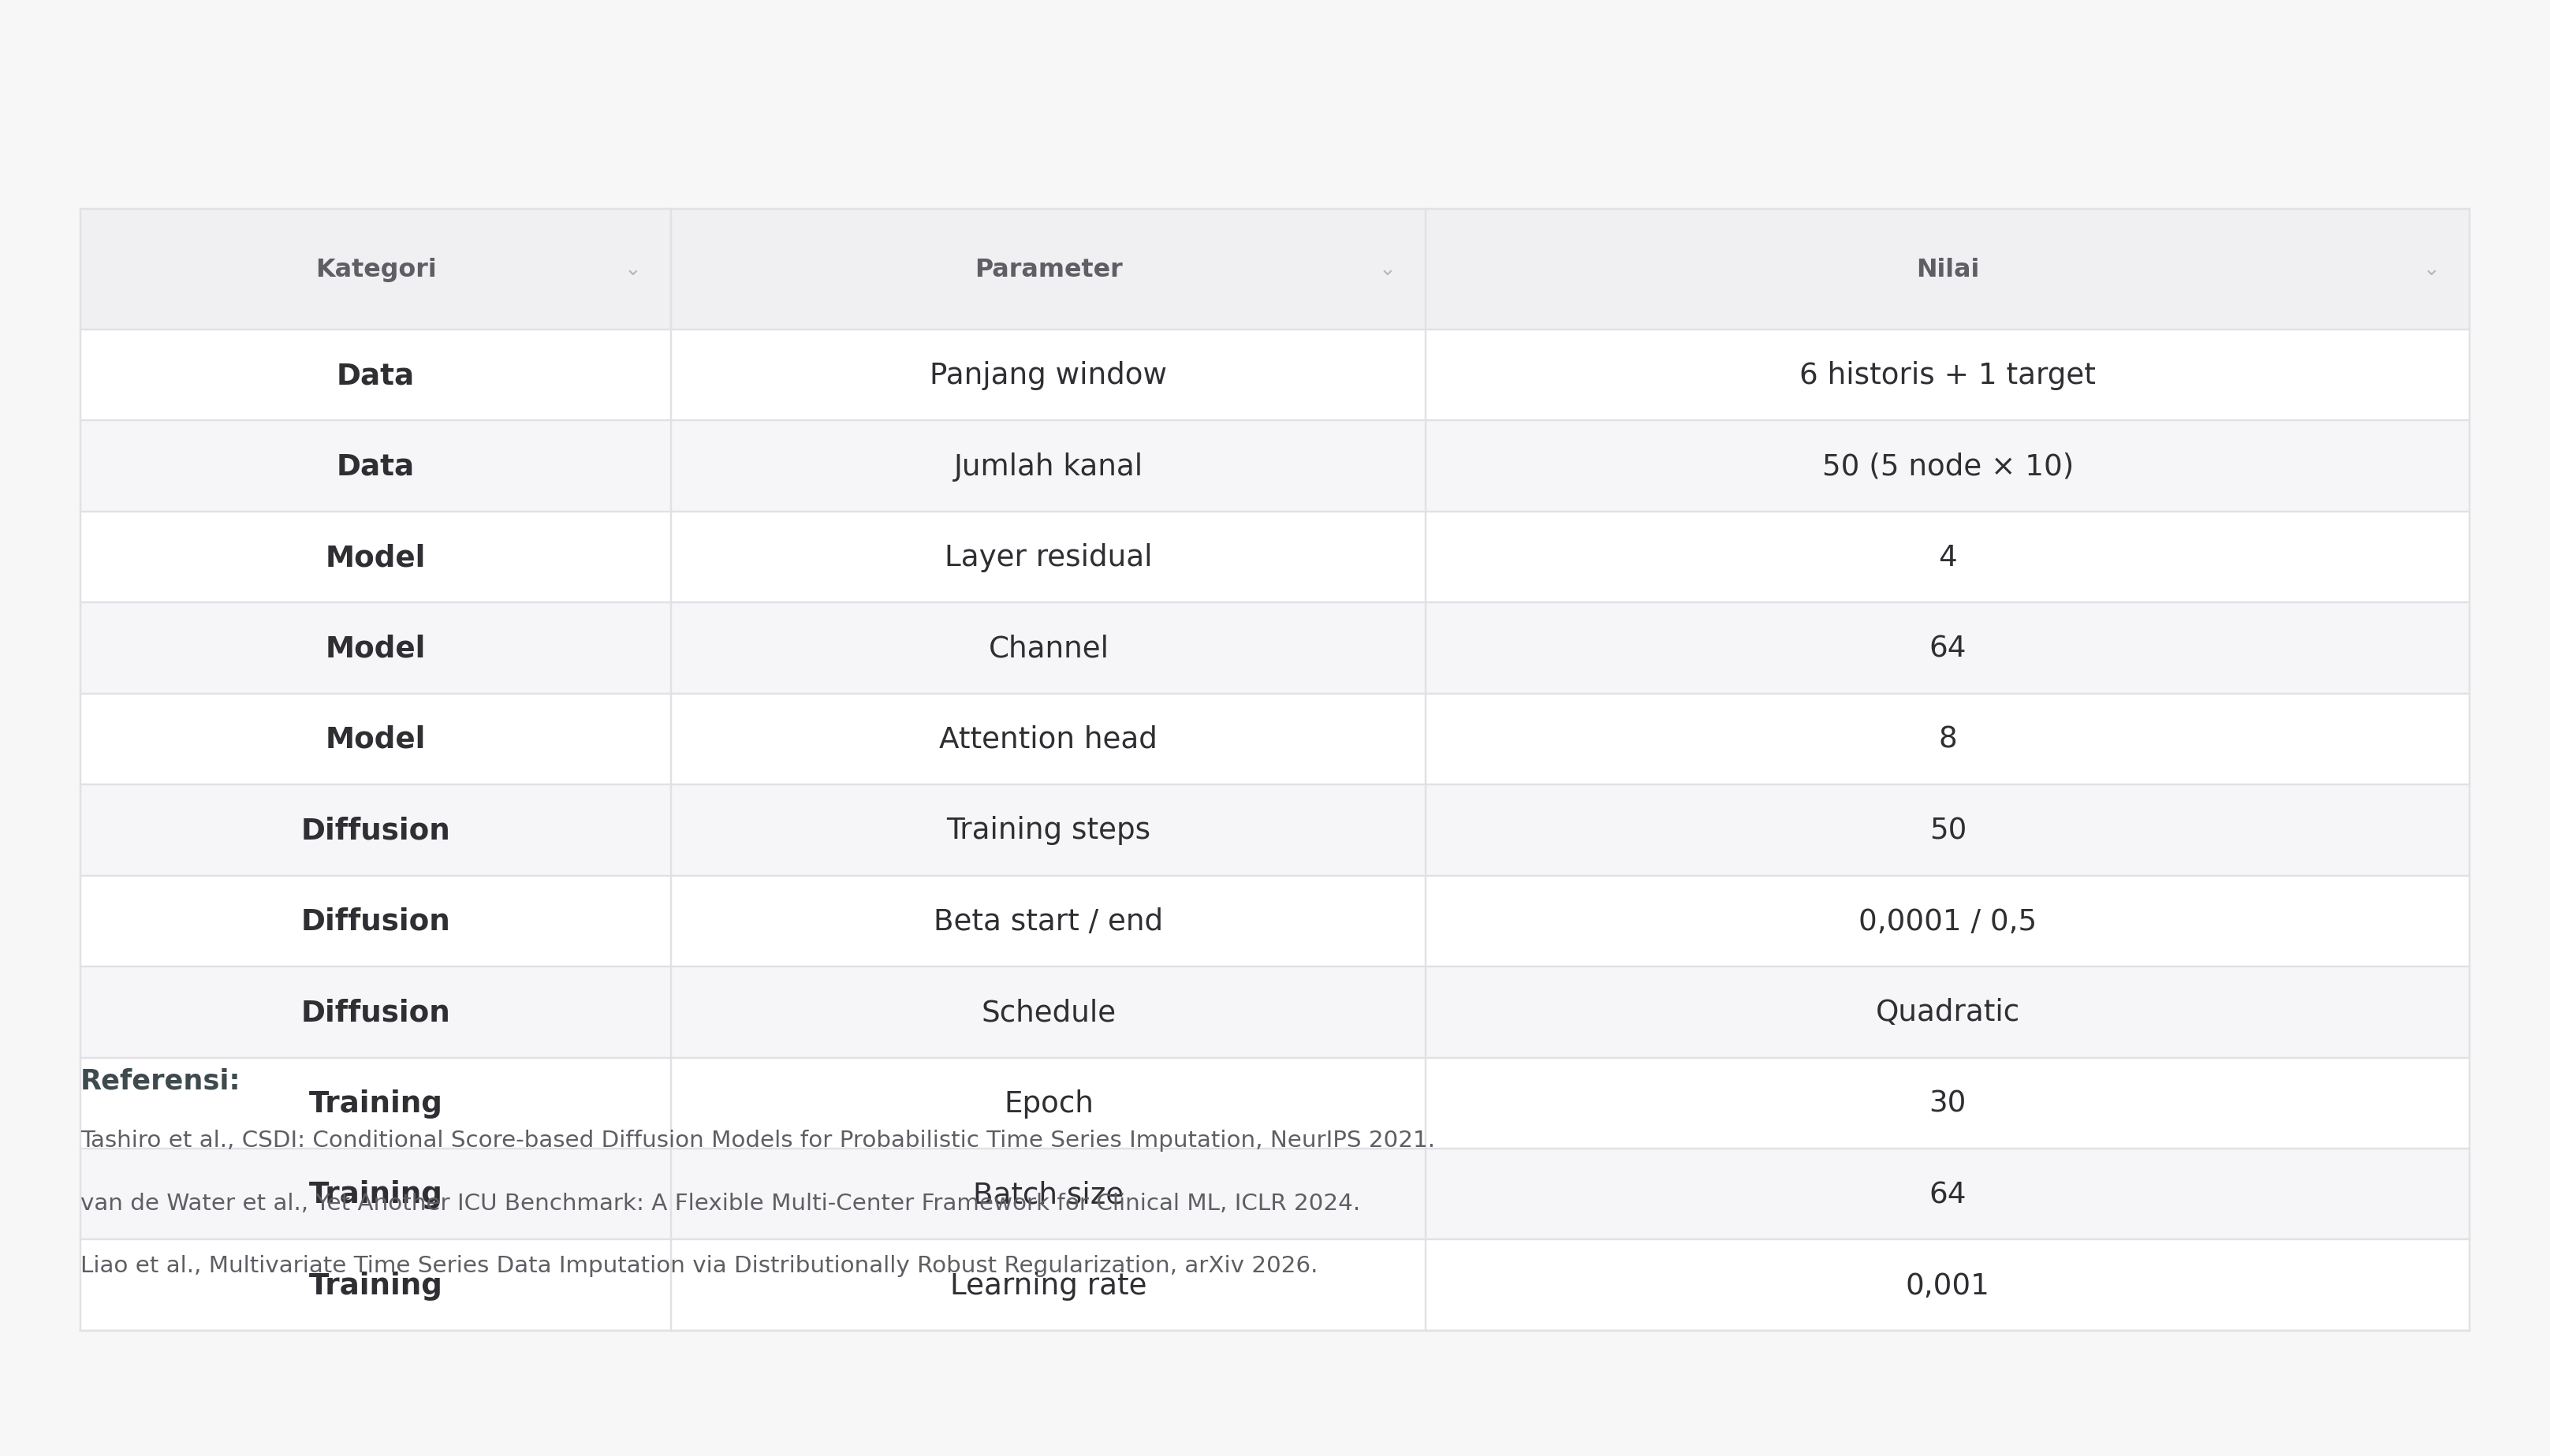 Kategori Parameter Nilai
Data Panjang window 6 historis + 1 target
Data Jumlah kanal 50 (5 node × 10)
Model Layer residual 4
Model Channel 64
Model Attention head 8
Diffusion Training steps 50
Diffusion Beta start / end 0,0001 / 0,5
Diffusion Schedule Quadratic
Referensi:
Training Epoch 30
Tashiro et al., CSDI: Conditional Score-based Diffusion Models for Probabilistic Time Series Imputation, NeurIPS 2021.
Training Batch size 64
van de Water et al., Yet Another ICU Benchmark: A Flexible Multi-Center Framework for Clinical ML, ICLR 2024.
Liao et al., Multivariate Time Series Data Imputation via Distributionally Robust Regularization, arXiv 2026.
Training Learning rate 0,001